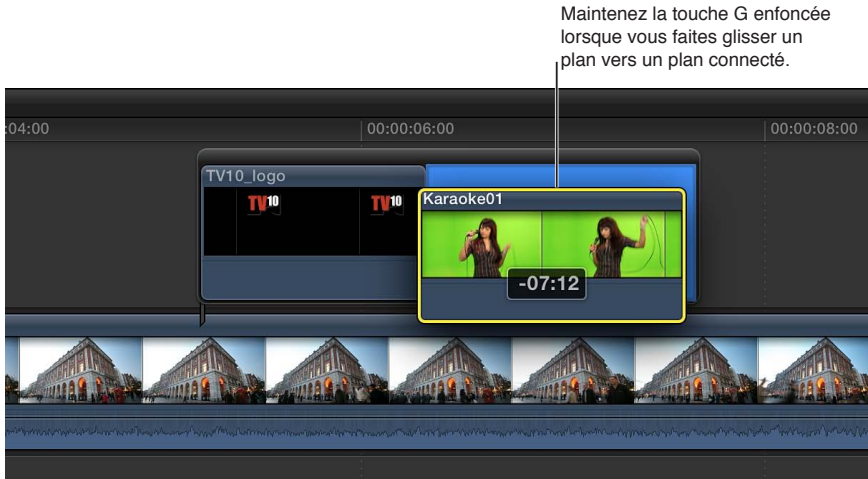 Maintenez la touche G enfoncée
lorsque vous faites glisser un
plan vers un plan connecté.
:04:00
00:00:06:00
00:00:08:00
TV10_logo
TV10
TV10
Karaoke01
-07:12